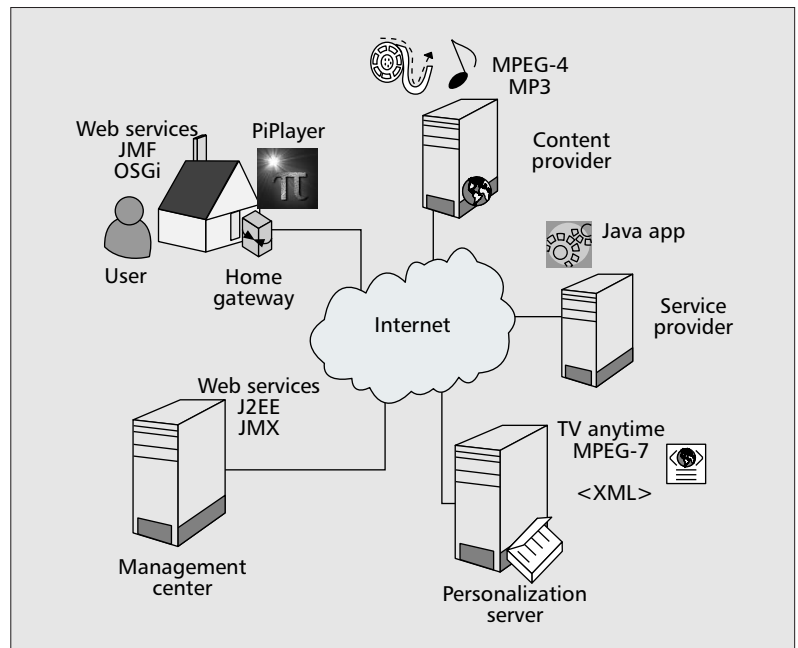 MPEG-4
MP3
Content
provider
Web services
JMF
OSGi
PiPlayer
π
User
Home
gateway
Java app
Service
provider
Internet
Web services
J2EE
JMX
Management
center
TV anytime
MPEG-7
<XML>
Personalization
server